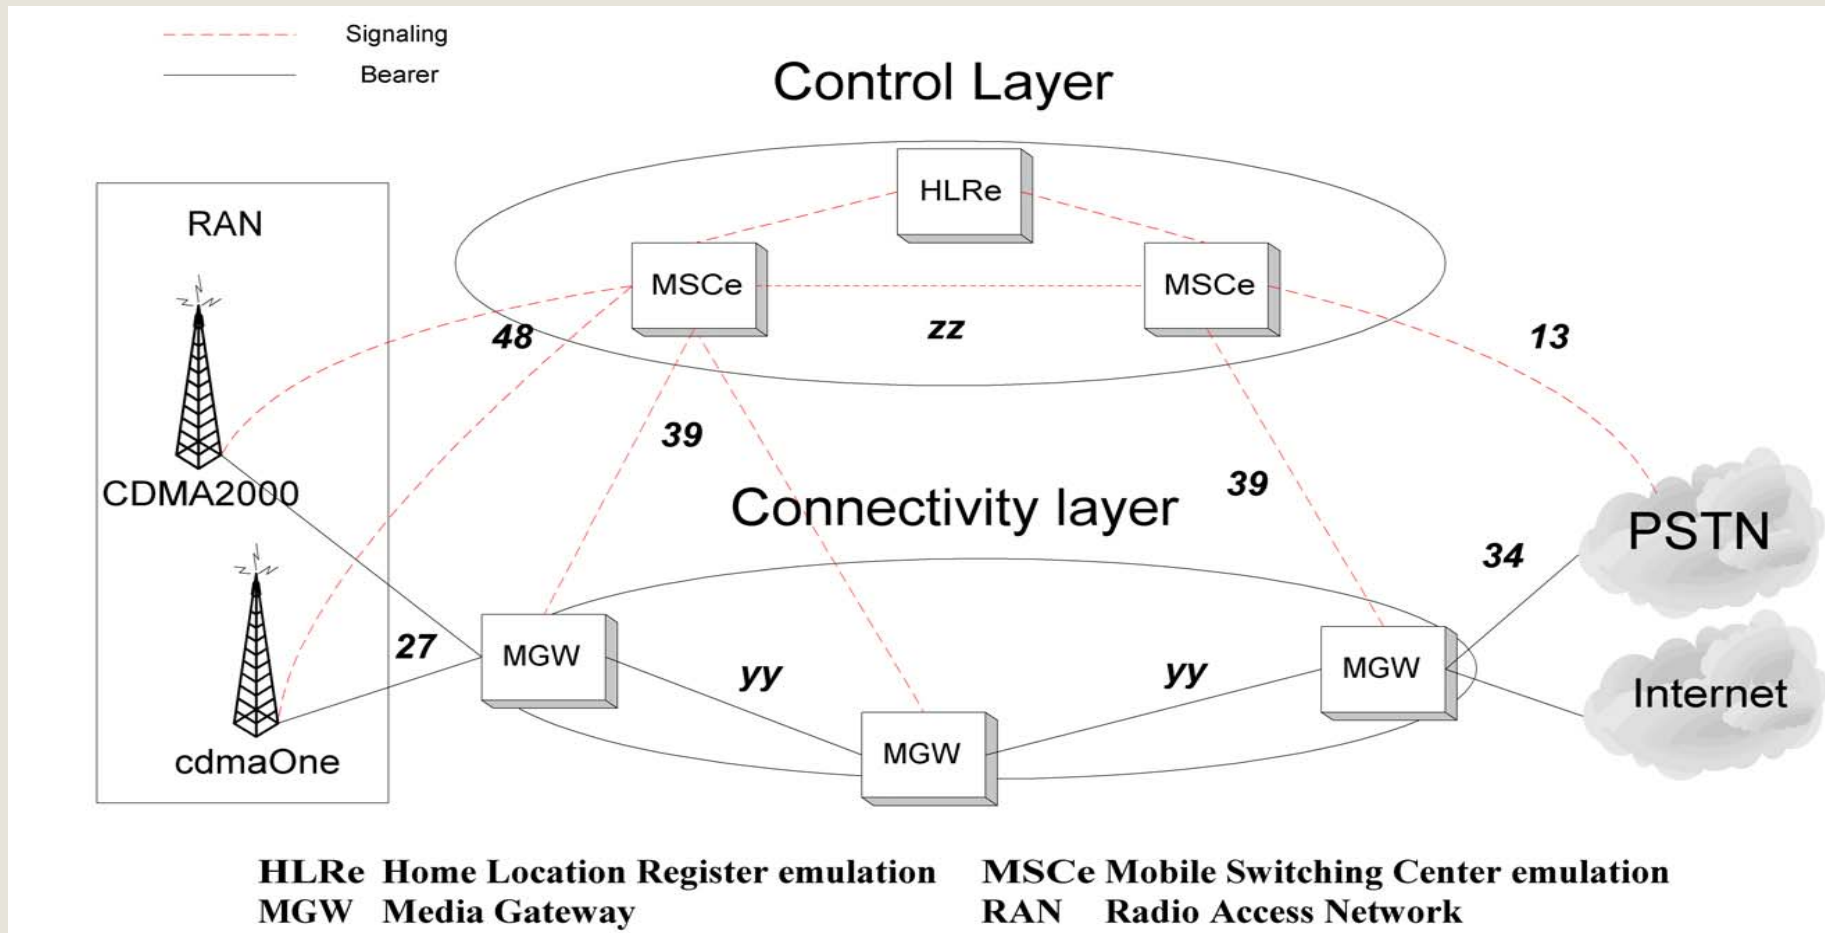 Signaling
Bearer
Control Layer
HLRe
RAN
MSCe
MSCe
zz
48
13
39
39
CDMA2000
Connectivity layer
PSTN
34
27
MGW
yy
yy
MGW
Internet
MGW
cdmaOne
HLRe Home Location Register emulation
MSCe Mobile Switching Center emulation
MGW Media Gateway
RAN Radio Access Network